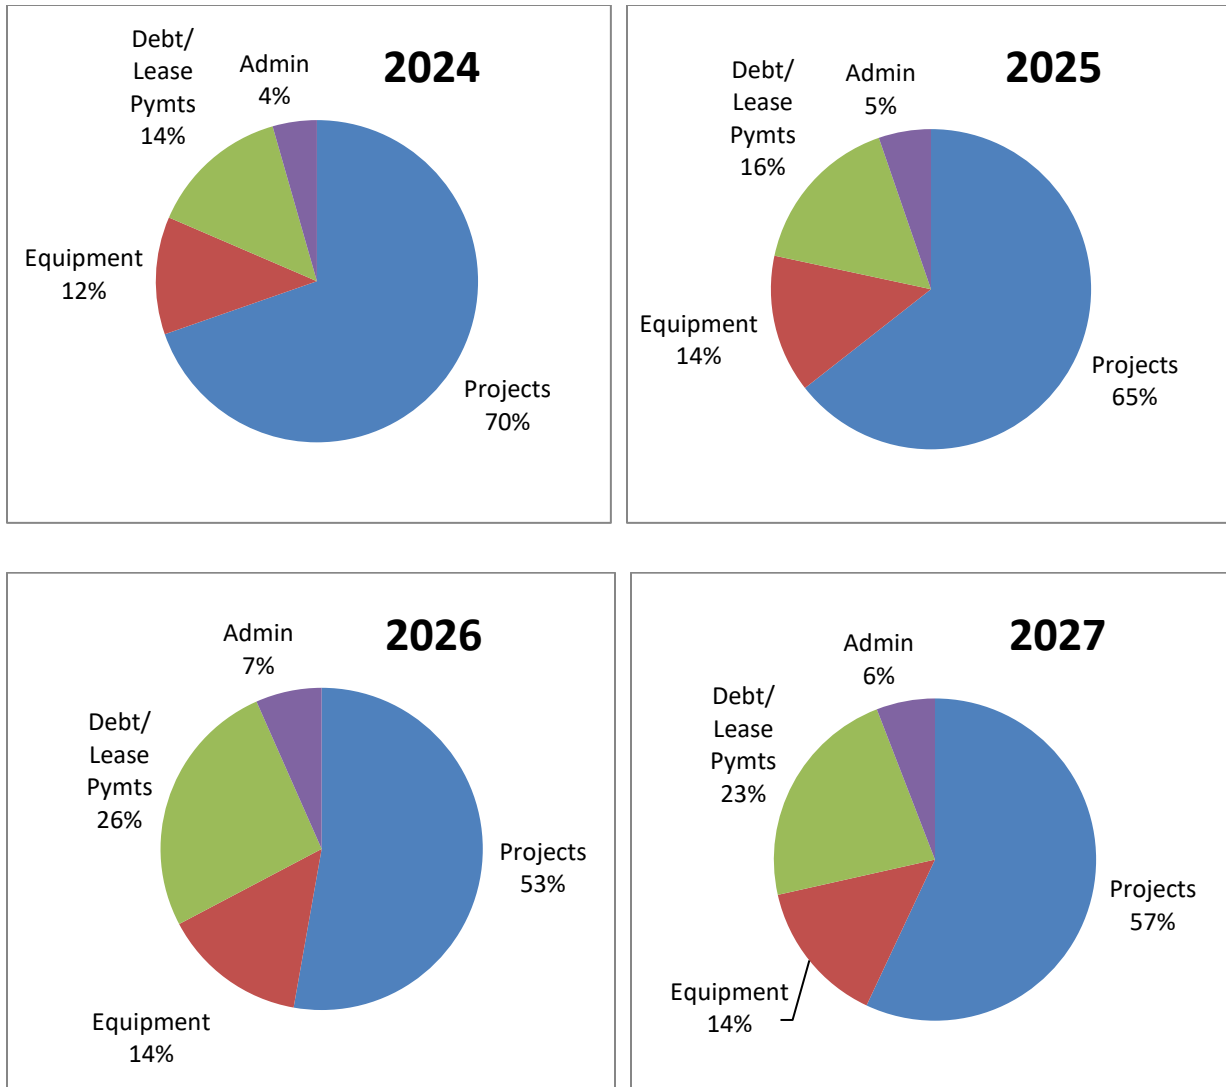 2024
Debt/
Lease
Pymts
14%
Admin
4%
Equipment
12%
Projects
70%
2025
Debt/
Lease
Pymts
16%
Admin
5%
Equipment
14%
Projects
65%
2026
Admin
7%
Debt/
Lease
Pymts
26%
Projects
53%
Equipment
14%
2027
Admin
6%
Debt/
Lease
Pymts
23%
Projects
57%
Equipment
14%